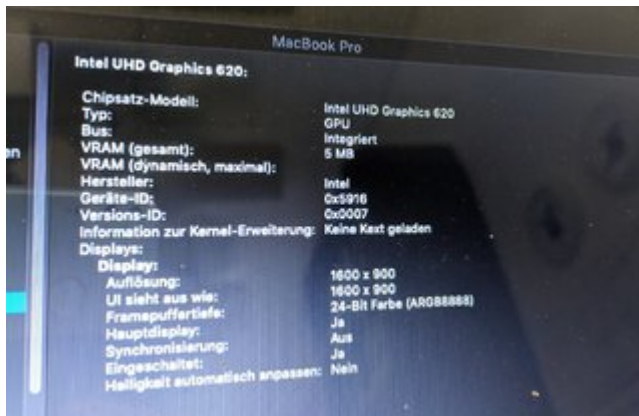 MacBook Pro
Intel UHD Graphics 620:
Chipsatz-Modell: Intel UHD Graphics 620
Typ: GPU
Bus: Integriert
VRAM (gesamt): 5 MB
VRAM (dynamisch, maximal):
Hersteller: Intel
Geräte-ID: 0x5916
Versions-ID: 0x0007
Information zur Kernel-Erweiterung: Keine Kext geladen
Displays:
Display:
Auflösung: 1600 x 900
UI sieht aus wie: 1600 x 900
Framepuffertiefe: 24-Bit Farbe (ARGB8888)
Hauptdisplay: Ja
Synchronisierung: Aus
Eingeschaltet: Ja
Helligkeit automatisch anpassen: Nein
en